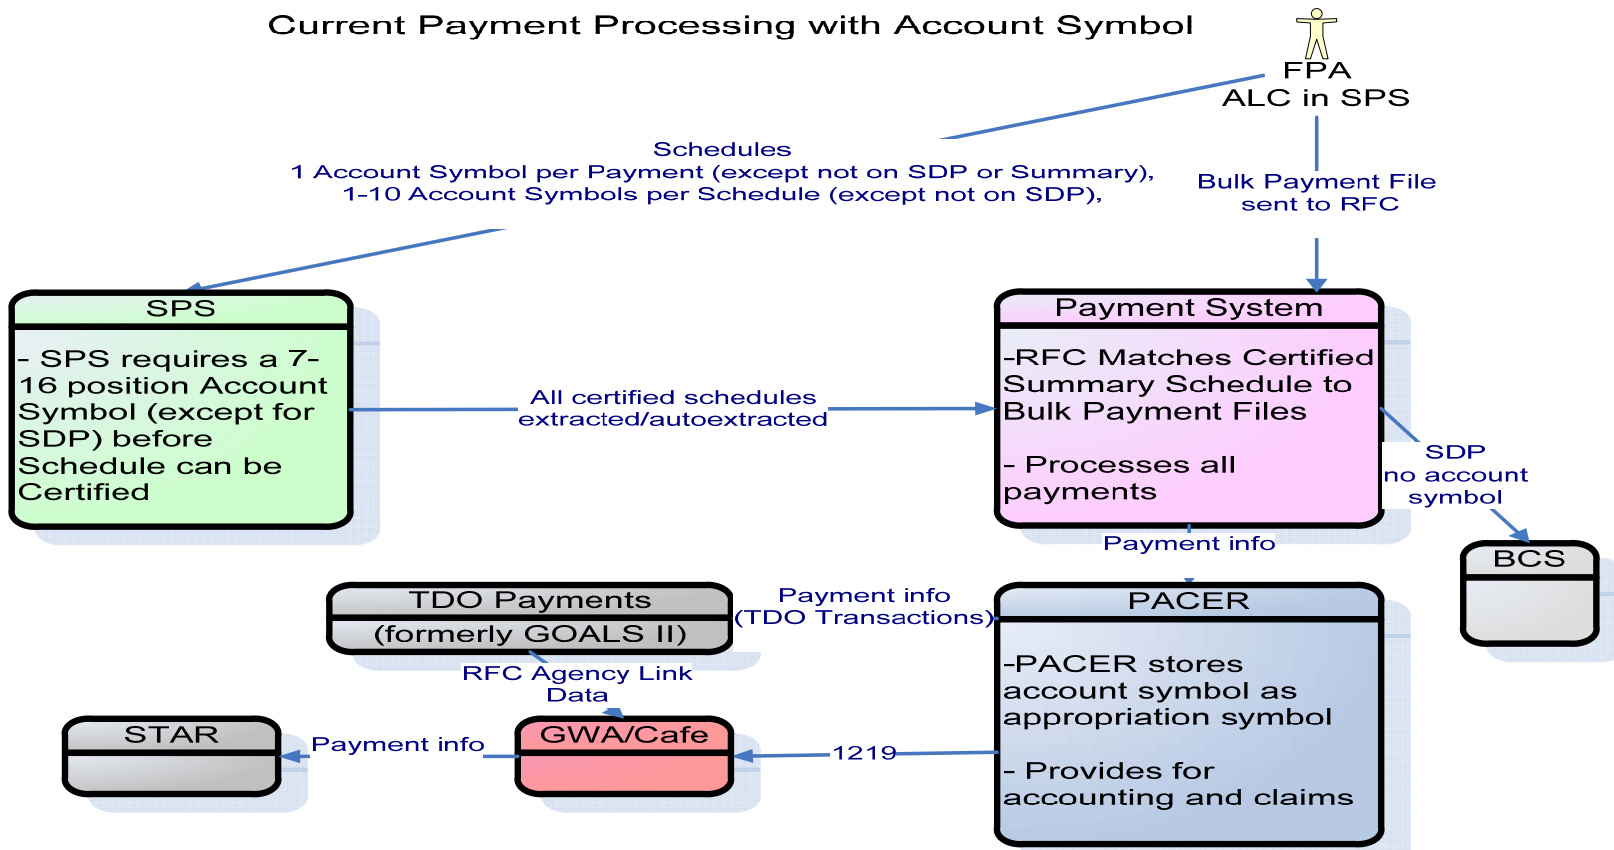 Current Payment Processing with Account Symbol
FPA
ALC in SPS
Schedules
1 Account Symbol per Payment (except not on SDP or Summary),
1-10 Account Symbols per Schedule (except not on SDP),
Bulk Payment File
sent to RFC
SPS
- SPS requires a 7-
16 position Account
Symbol (except for
SDP) before
Schedule can be
Certified
All certified schedules
extracted/autoextracted
Payment System
-RFC Matches Certified
Summary Schedule to
Bulk Payment Files
- Processes all
payments
SDP
no account
symbol
BCS
Payment info
TDO Payments
(formerly GOALS II)
Payment info
(TDO Transactions)
PACER
-PACER stores
account symbol as
appropriation symbol
- Provides for
accounting and claims
RFC Agency Link
Data
STAR
Payment info
GWA/Cafe
1219